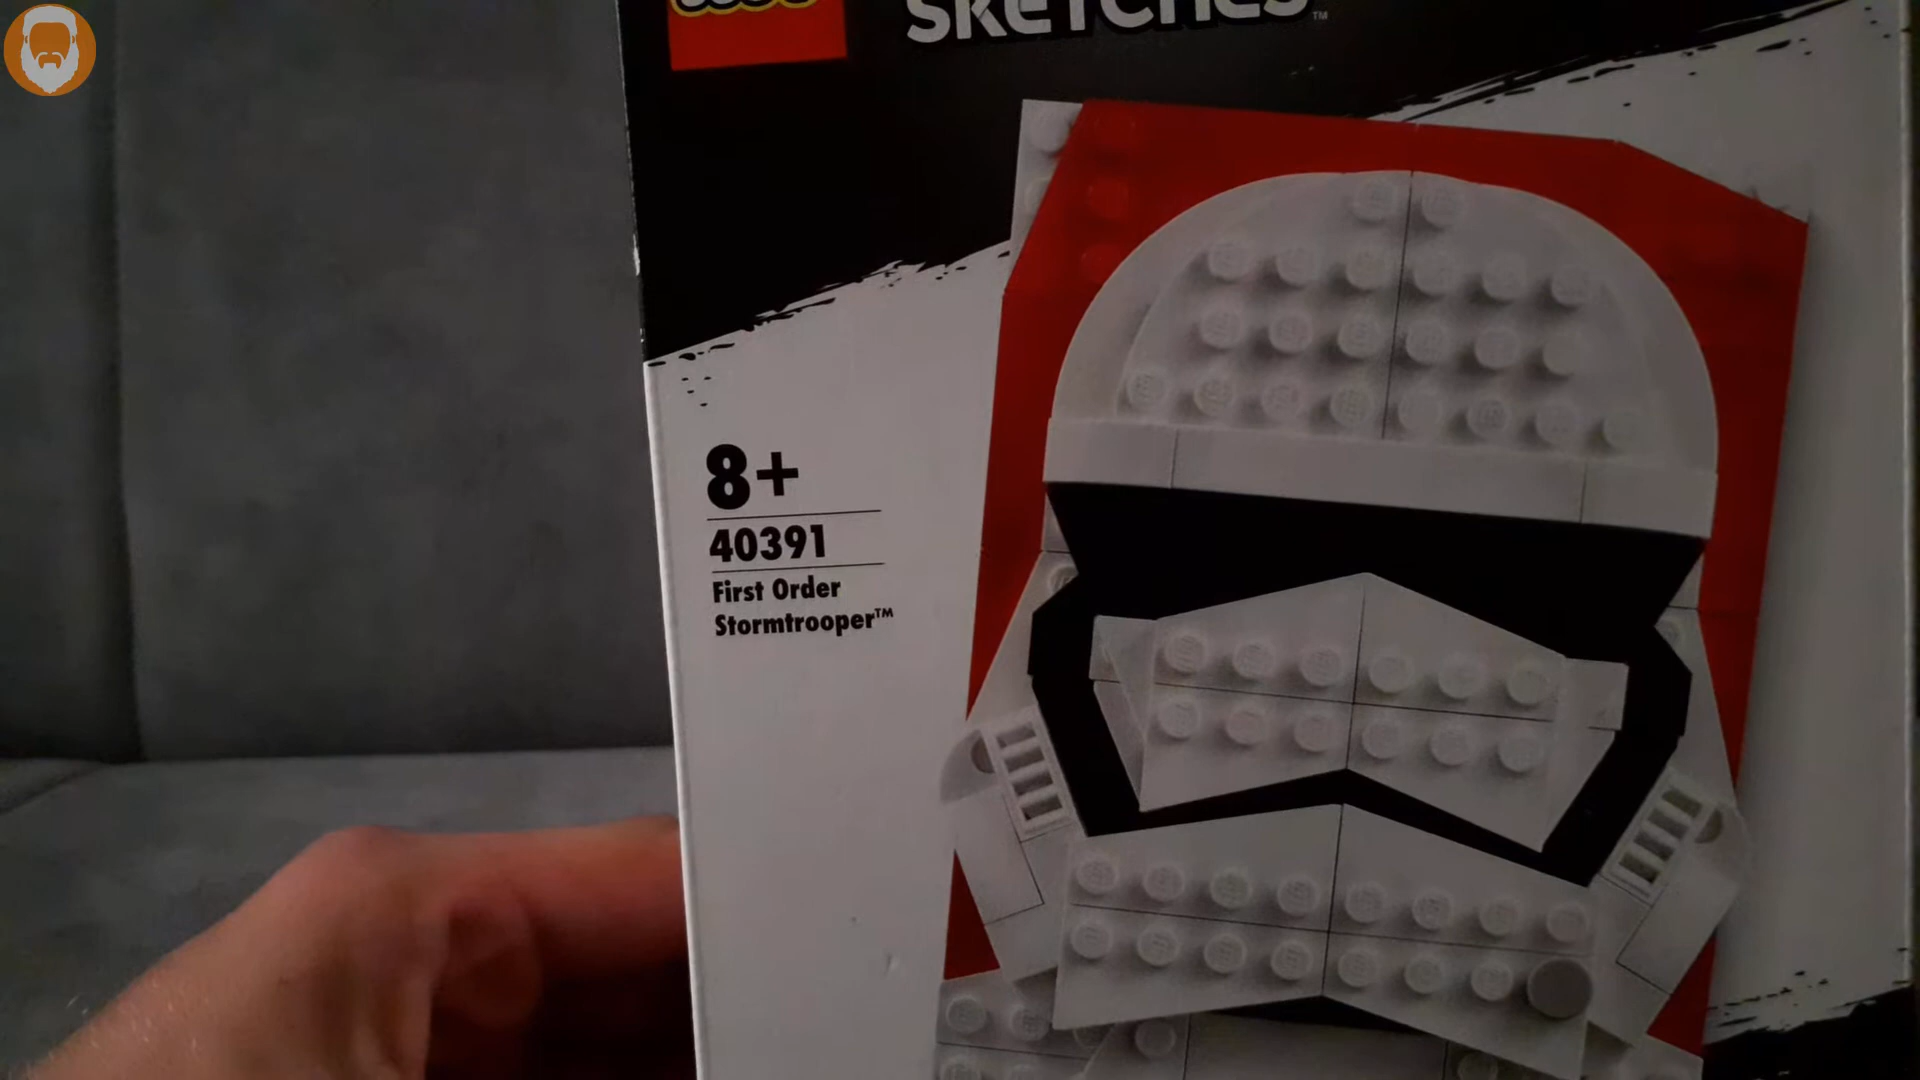 SKETCHES™
8+
40391
First Order
Stormtrooper™